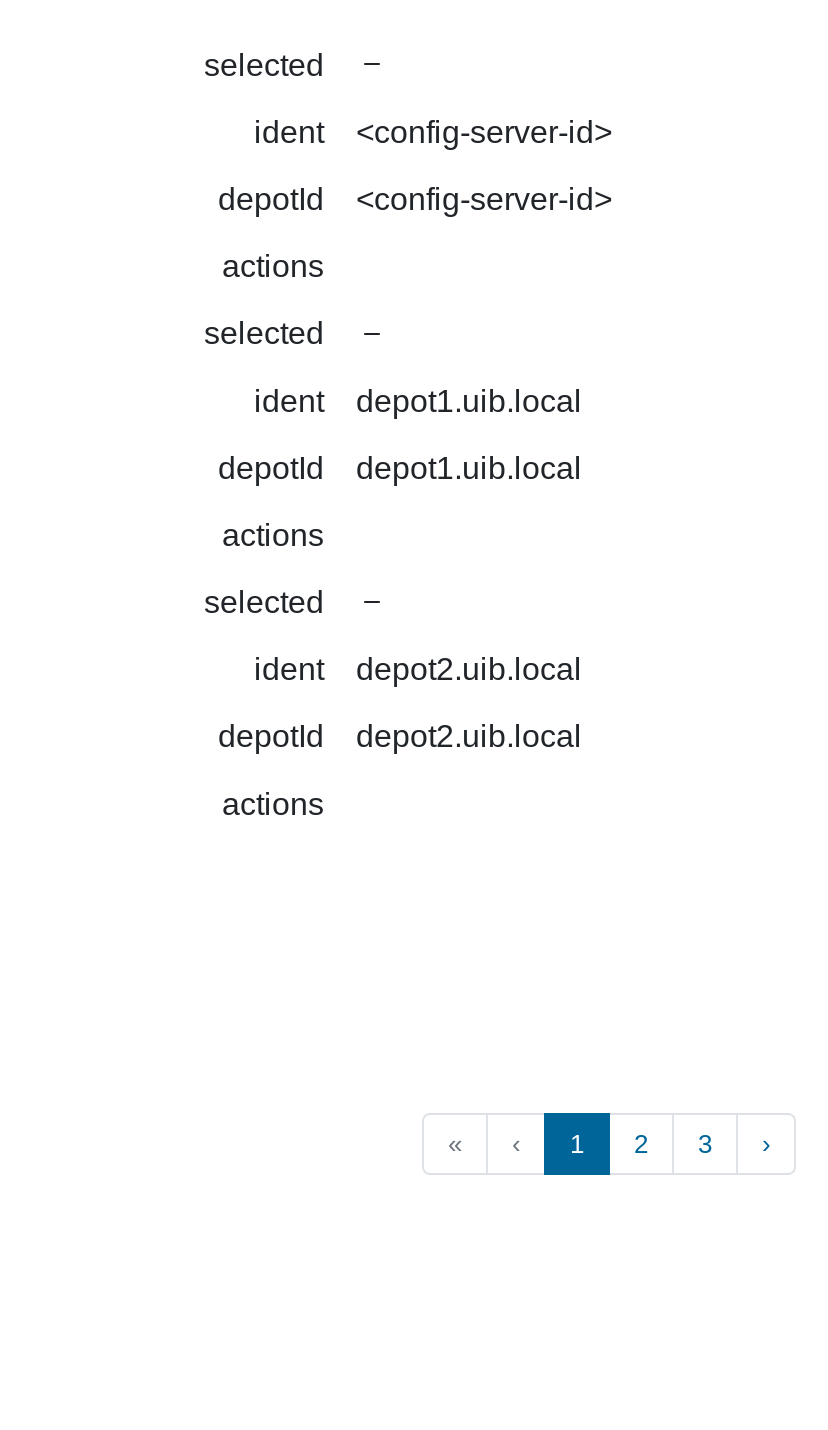 selected –
ident <config-server-id>
depotId <config-server-id>
actions
selected –
ident depot1.uib.local
depotId depot1.uib.local
actions
selected –
ident depot2.uib.local
depotId depot2.uib.local
actions
« ‹ 1 2 3 ›